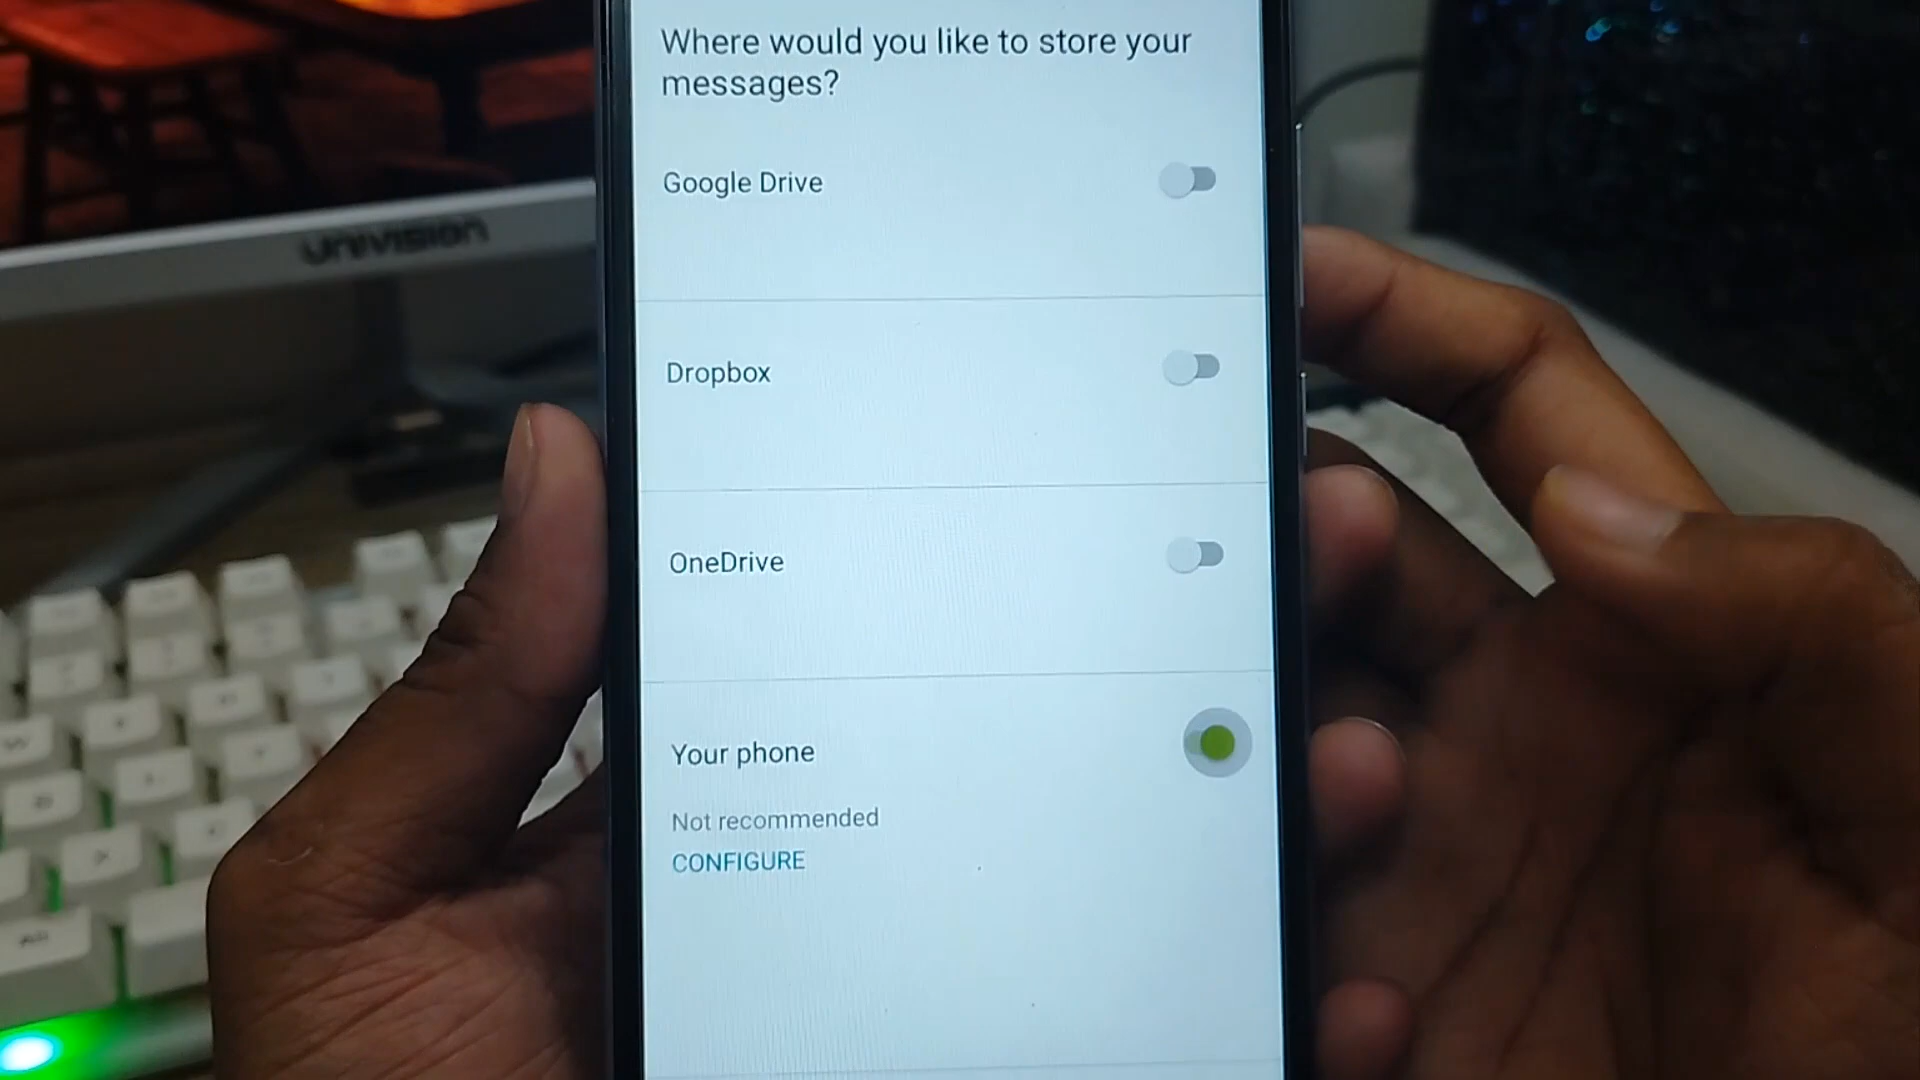 Where would you like to store your
messages?
Google Drive
UNIVISION
Dropbox
OneDrive
Your phone
Not recommended
CONFIGURE